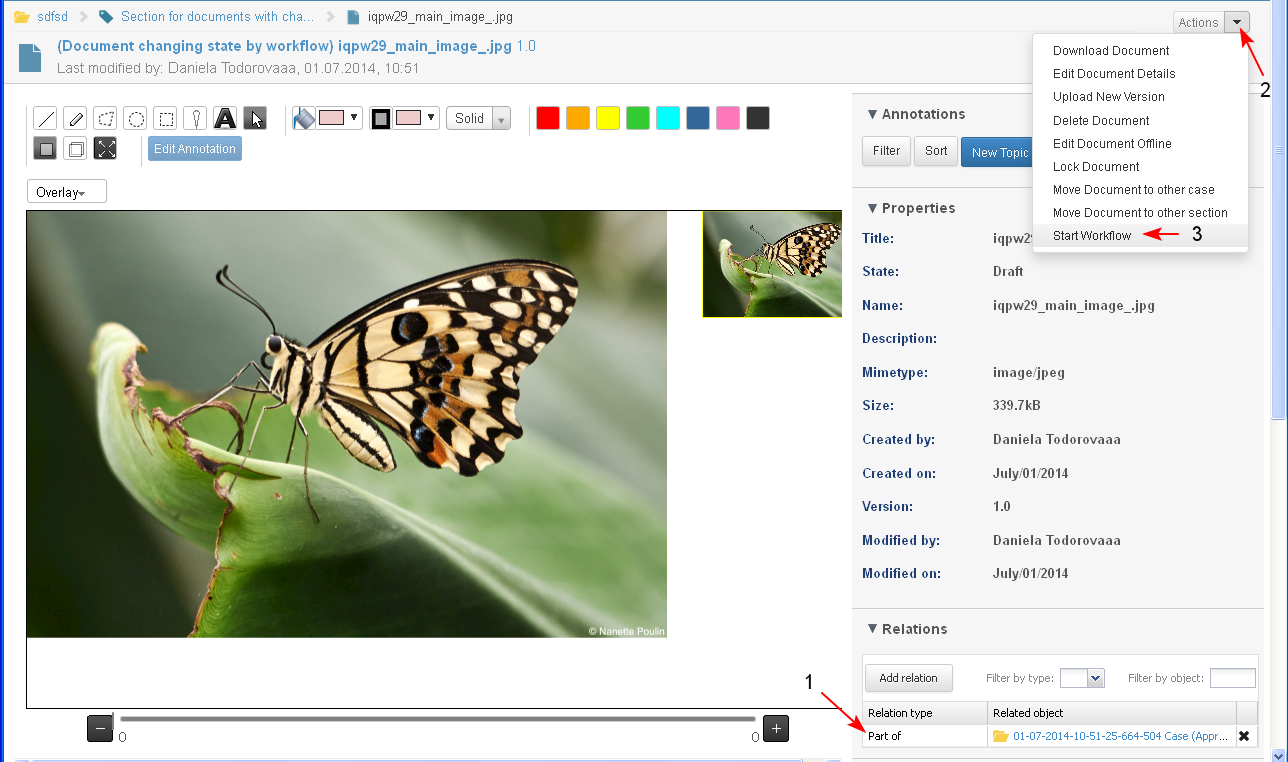 sdfsd Section for documents with cha... iqpw29_main_image_.jpg Actions
(Document changing state by workflow) iqpw29_main_image_.jpg 1.0
Last modified by: Daniela Todorovaaa, 01.07.2014, 10:51
2
Download Document
Edit Document Details
Upload New Version
Delete Document
Edit Document Offline
Lock Document
Move Document to other case
Move Document to other section
Start Workflow 3
A Solid
Edit Annotation
Overlay
© Nanette Poulin
0 0
Annotations
Filter Sort New Topic
Properties
Title: iqpw2
State: Draft
Name: iqpw29_main_image_.jpg
Description:
Mimetype: image/jpeg
Size: 339.7kB
Created by: Daniela Todorovaaa
Created on: July/01/2014
Version: 1.0
Modified by: Daniela Todorovaaa
Modified on: July/01/2014
Relations
Add relation Filter by type: Filter by object:
1
Relation type Related object
Part of 01-07-2014-10-51-25-664-504 Case (Appr...